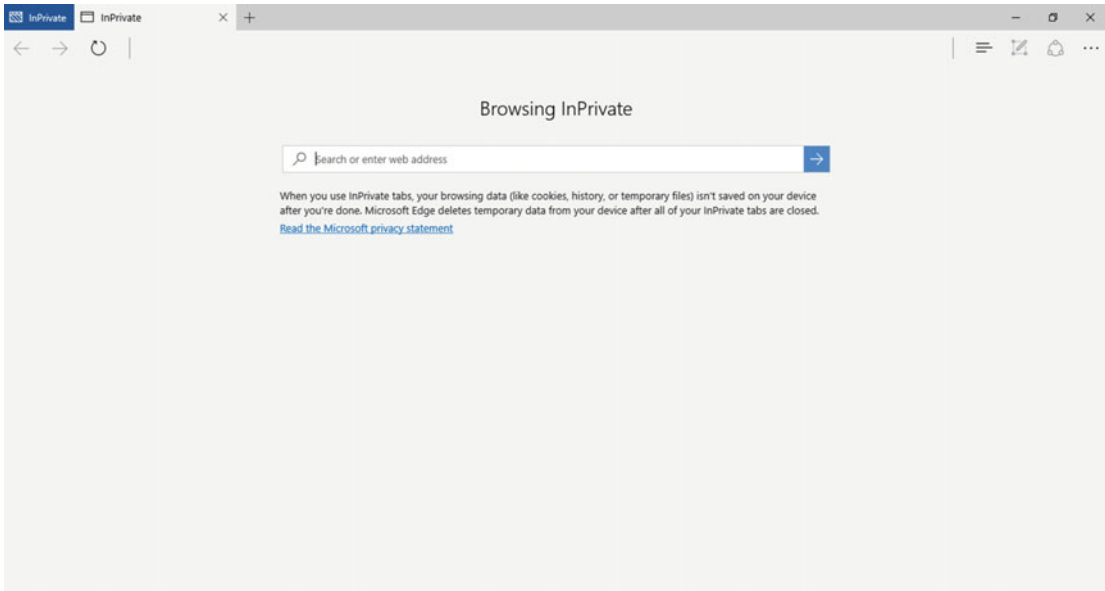 InPrivate InPrivate
Browsing InPrivate
Search or enter web address
When you use InPrivate tabs, your browsing data (like cookies, history, or temporary files) isn't saved on your device
after you're done. Microsoft Edge deletes temporary data from your device after all of your InPrivate tabs are closed.
Read the Microsoft privacy statement